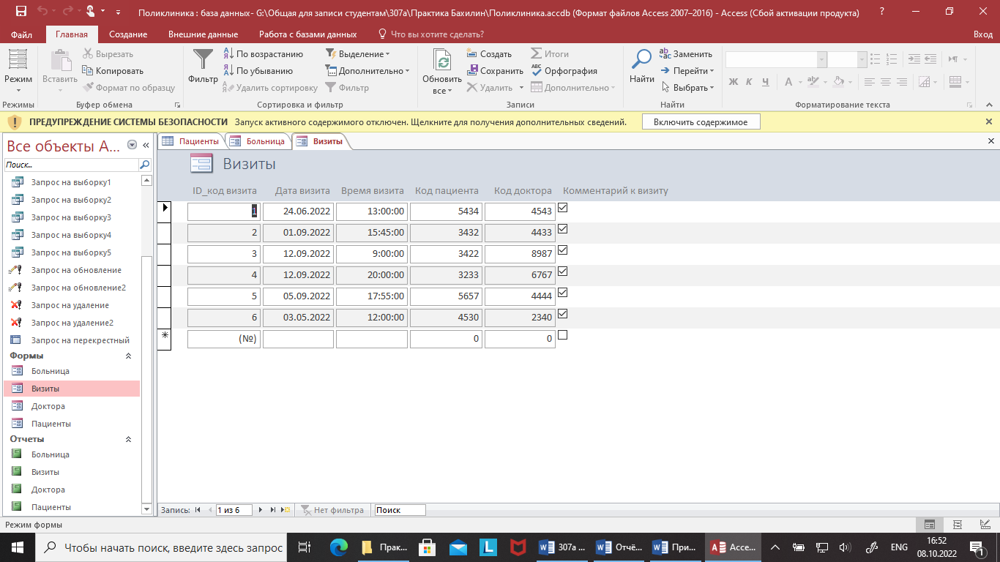 Поликлиника : база данных- G:\Общая для записи студентам\307а\Практика Бахилин\Поликлиника.accdb (Формат файлов Access 2007–2016) - Access (Сбой активации продукта)
Файл Главная Создание Внешние данные Работа с базами данных Что вы хотите сделать? Вход
Режим
Режимы
Вставить
Вырезать
Копировать
Формат по образцу
Буфер обмена
Фильтр
По возрастанию
По убыванию
Удалить сортировку
Выделение
Дополнительно
Фильтр
Сортировка и фильтр
Обновить
все
Создать
Сохранить
Удалить
Итоги
Орфография
Дополнительно
Записи
Найти
Заменить
Перейти
Выбрать
Найти
Ж К Ч А
Форматирование текста
ПРЕДУПРЕЖДЕНИЕ СИСТЕМЫ БЕЗОПАСНОСТИ Запуск активного содержимого отключен. Щелкните для получения дополнительных сведений. Включить содержимое
Все объекты A...
Поиск...
Запрос на выборку1
Запрос на выборку2
Запрос на выборку3
Запрос на выборку4
Запрос на выборку5
Запрос на обновление
Запрос на обновление2
Запрос на удаление
Запрос на удаление2
Запрос на перекрестный
Формы
Больница
Визиты
Доктора
Пациенты
Отчеты
Больница
Визиты
Доктора
Пациенты
Пациенты Больница Визиты
Визиты
ID_код визита Дата визита Время визита Код пациента Код доктора Комментарий к визиту
1 24.06.2022 13:00:00 5434 4543
2 01.09.2022 15:45:00 3432 4433
3 12.09.2022 9:00:00 3422 8987
4 12.09.2022 20:00:00 3233 6767
5 05.09.2022 17:55:00 5657 4444
6 03.05.2022 12:00:00 4530 2340
(№) 0 0
Запись: 1 из 6 Нет фильтра Поиск
Режим формы
Чтобы начать поиск, введите здесь запрос
Прак...
307а ...
Отчё...
При...
Acce...
ENG
16:52
08.10.2022
1